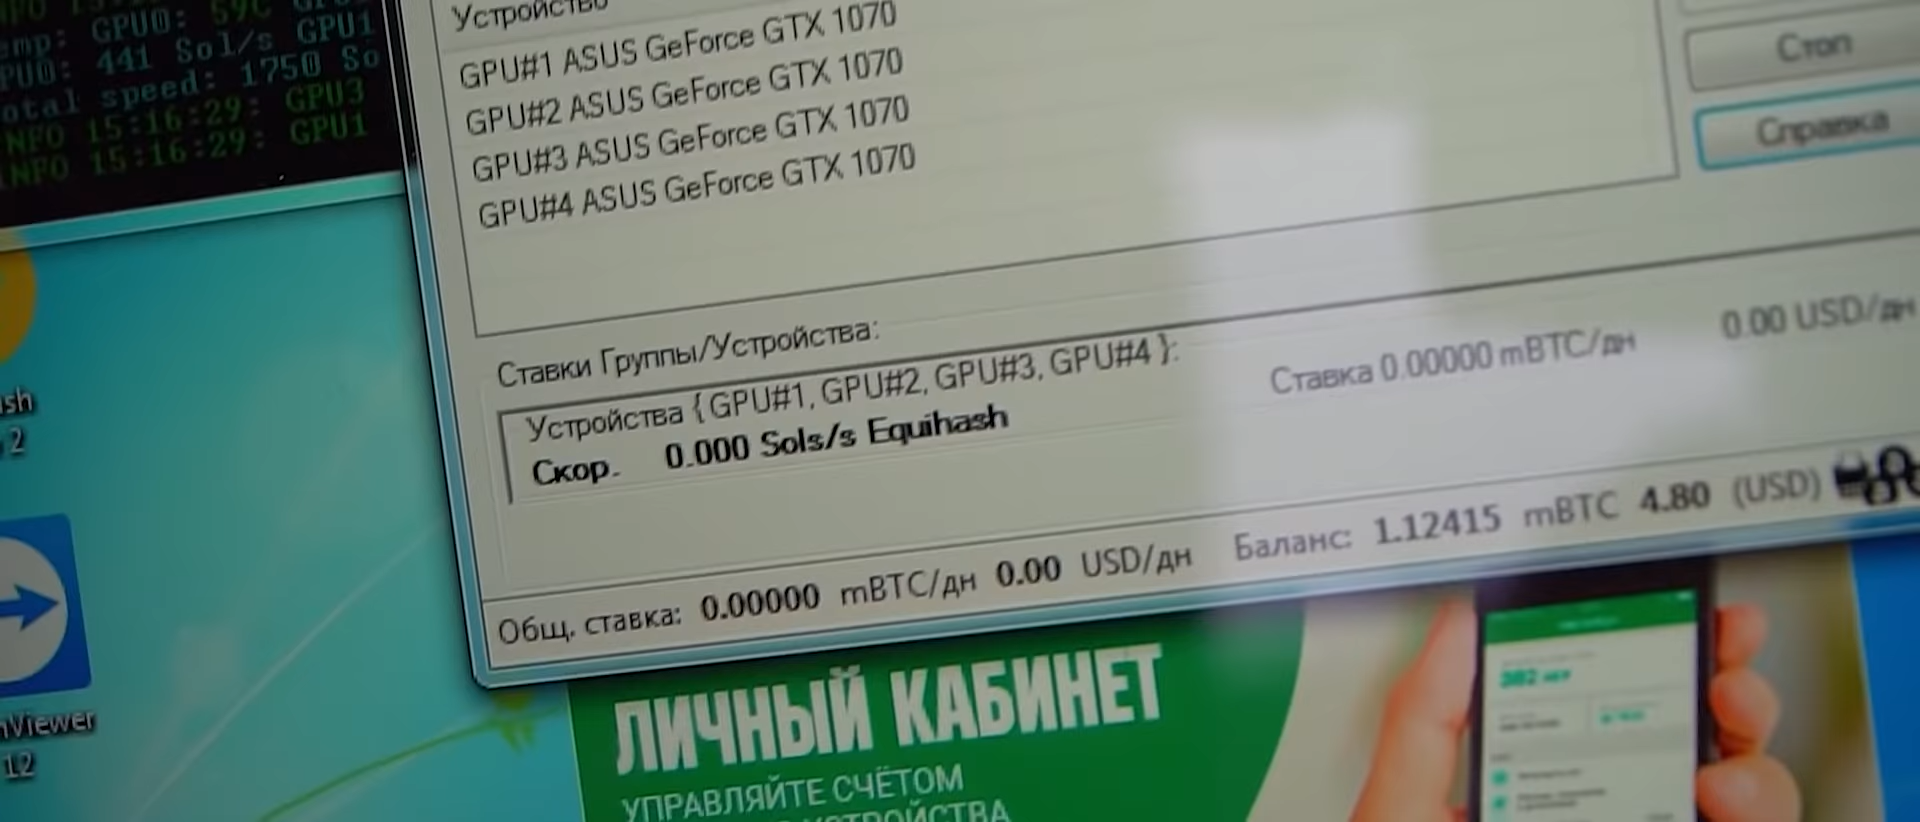 NFO 15:16:29: GPU3
NFO 15:16:29: GPU1
emp: GPU0: 59C
PU0: 441 Sol/s GPU1
otal speed: 1750 So
Устройство
GPU#1 ASUS GeForce GTX 1070
GPU#2 ASUS GeForce GTX 1070
GPU#3 ASUS GeForce GTX 1070
GPU#4 ASUS GeForce GTX 1070
Стоп
Справка
Ставки Группы/Устройства:
Устройства { GPU#1, GPU#2, GPU#3, GPU#4 }:
Скор. 0.000 Sols/s Equihash
Ставка 0.00000 mBTC/дн 0.00 USD/дн
Общ. ставка: 0.00000 mBTC/дн 0.00 USD/дн Баланс: 1.12415 mBTC 4.80 (USD)
sh
2
nViewer
12
ЛИЧНЫЙ КАБИНЕТ
УПРАВЛЯЙТЕ СЧЁТОМ
УСТРОЙСТВА